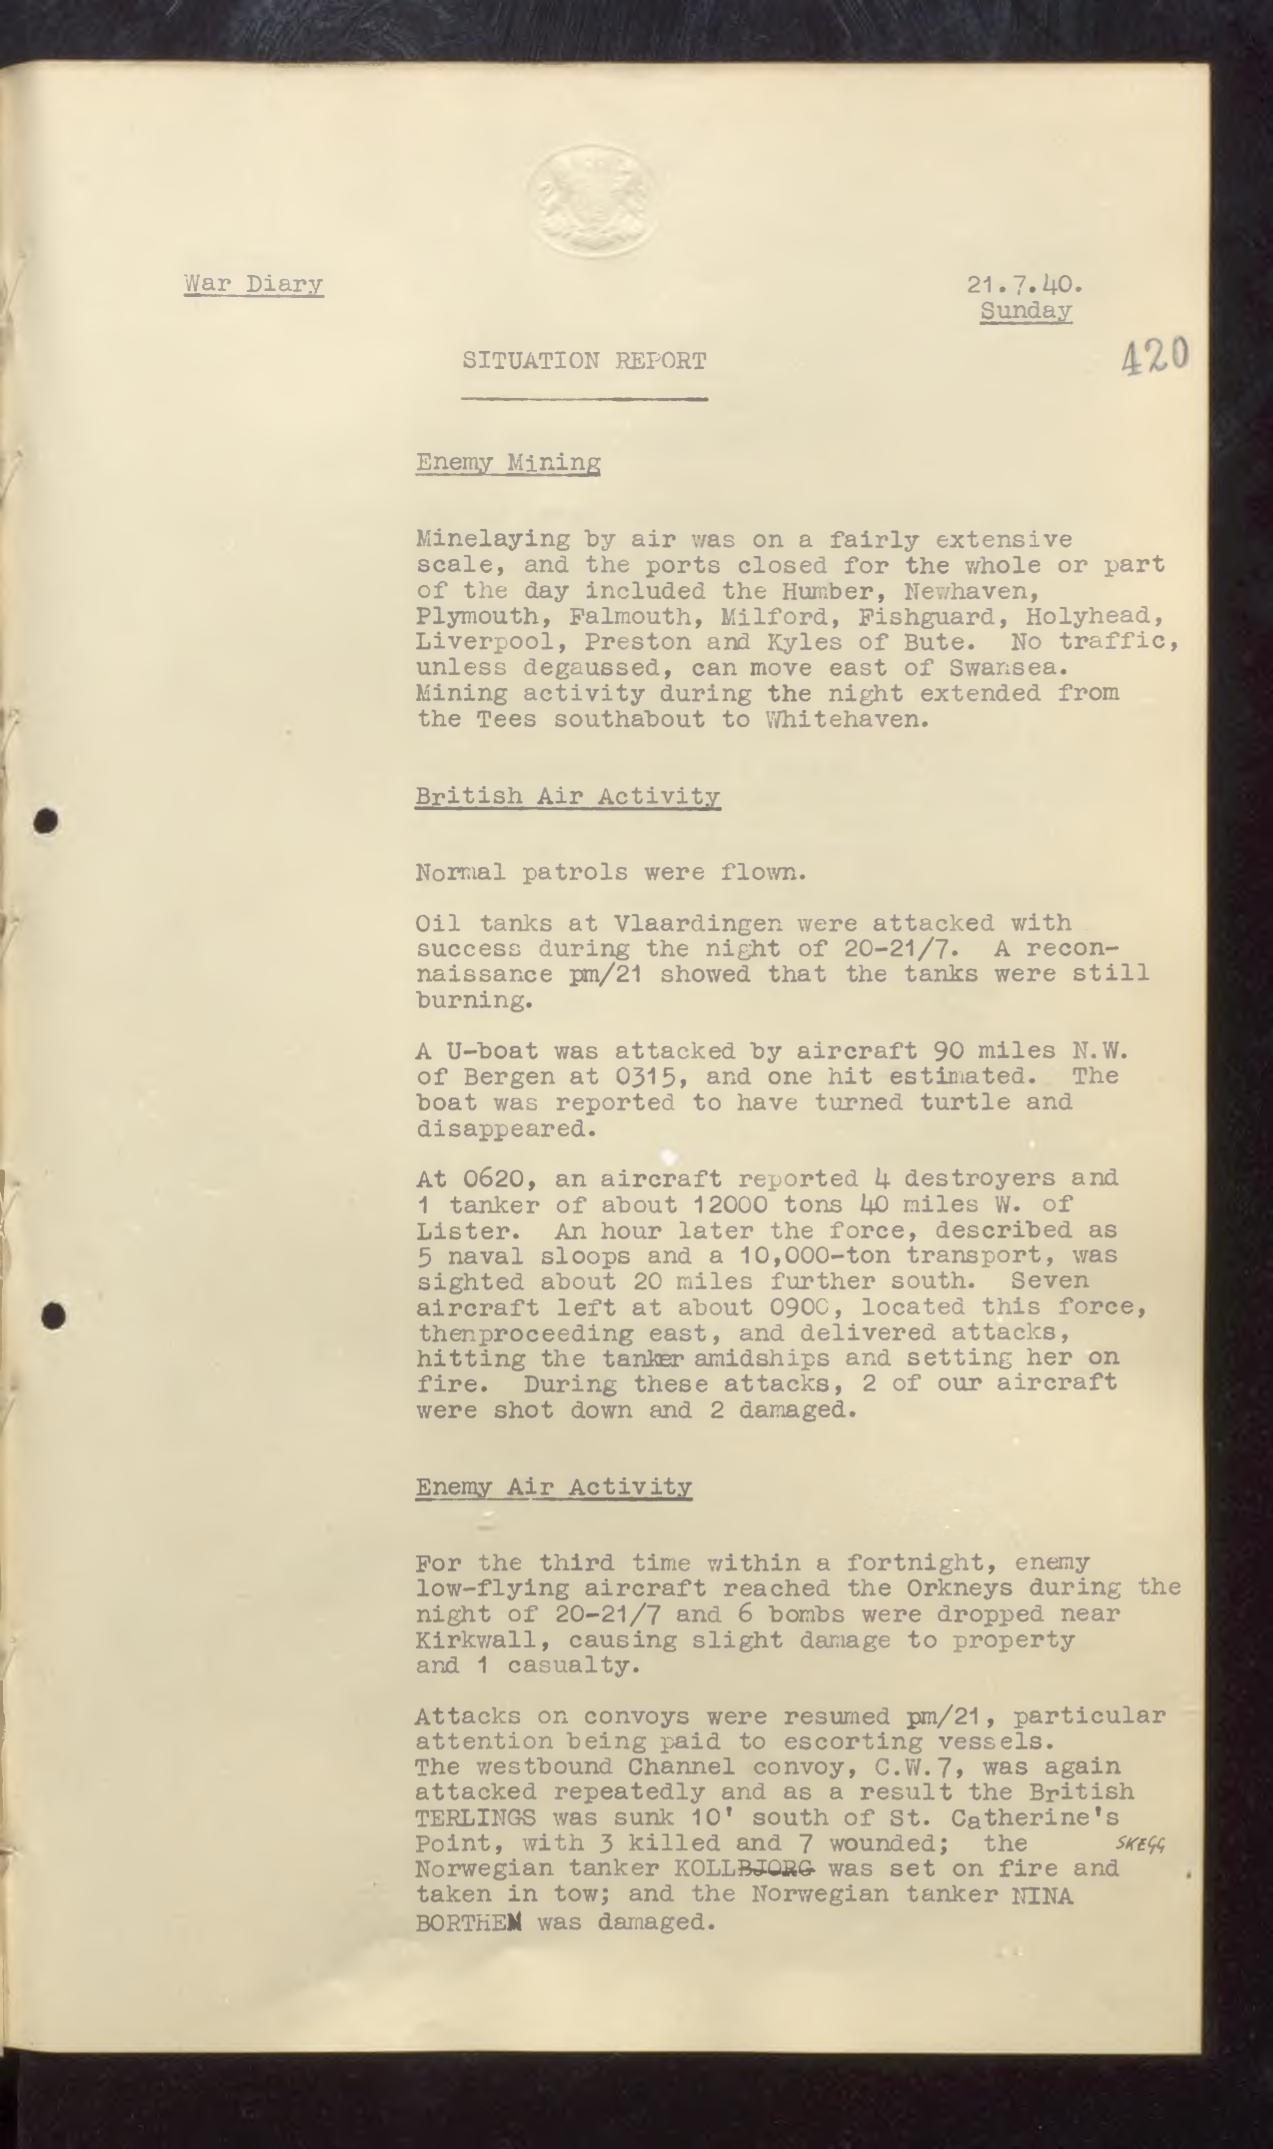 War Diary
21.7.40.
Sunday
420
SITUATION REPORT
Enemy Mining
Minelaying by air was on a fairly extensive
scale, and the ports closed for the whole or part
of the day included the Humber, Newhaven,
Plymouth, Falmouth, Milford, Fishguard, Holyhead,
Liverpool, Preston and Kyles of Bute.  No traffic,
unless degaussed, can move east of Swansea.
Mining activity during the night extended from
the Tees southabout to Whitehaven.
British Air Activity
Normal patrols were flown.
Oil tanks at Vlaardingen were attacked with
success during the night of 20-21/7.  A recon-
naissance pm/21 showed that the tanks were still
burning.
A U-boat was attacked by aircraft 90 miles N.W.
of Bergen at 0315, and one hit estimated.  The
boat was reported to have turned turtle and
disappeared.
At 0620, an aircraft reported 4 destroyers and
1 tanker of about 12000 tons 40 miles W. of
Lister.  An hour later the force, described as
5 naval sloops and a 10,000-ton transport, was
sighted about 20 miles further south.  Seven
aircraft left at about 0900, located this force,
thenproceeding east, and delivered attacks,
hitting the tanker amidships and setting her on
fire.  During these attacks, 2 of our aircraft
were shot down and 2 damaged.
Enemy Air Activity
For the third time within a fortnight, enemy
low-flying aircraft reached the Orkneys during the
night of 20-21/7 and 6 bombs were dropped near
Kirkwall, causing slight damage to property
and 1 casualty.
Attacks on convoys were resumed pm/21, particular
attention being paid to escorting vessels.
The westbound Channel convoy, C.W.7, was again
attacked repeatedly and as a result the British
TERLINGS was sunk 10' south of St. Catherine's
Point, with 3 killed and 7 wounded;  the SKEGG
Norwegian tanker KOLLBJORG was set on fire and
taken in tow; and the Norwegian tanker NINA
BORTHEN was damaged.